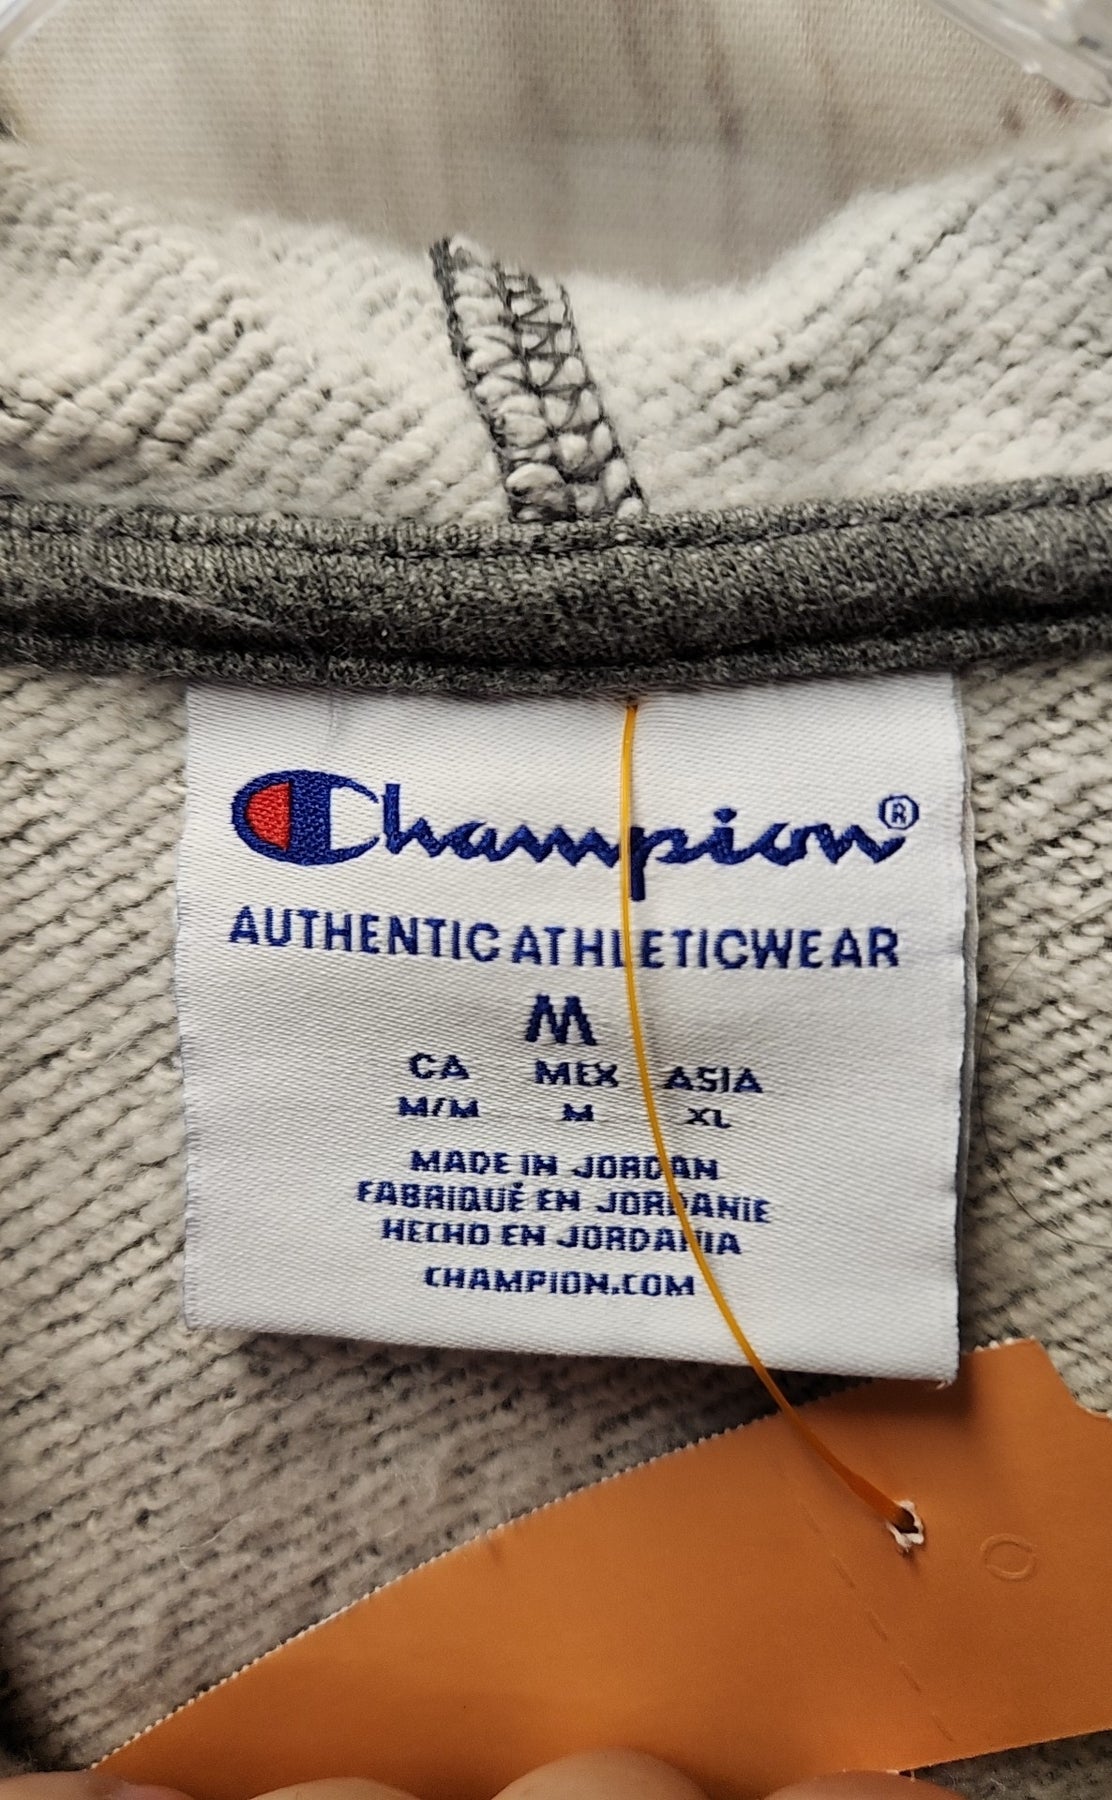 Champion®
AUTHENTIC ATHLETICWEAR
M
CA MEX ASIA
M/M M XL
MADE IN JORDAN
FABRIQUÉ EN JORDANIE
HECHO EN JORDANIA
CHAMPION.COM